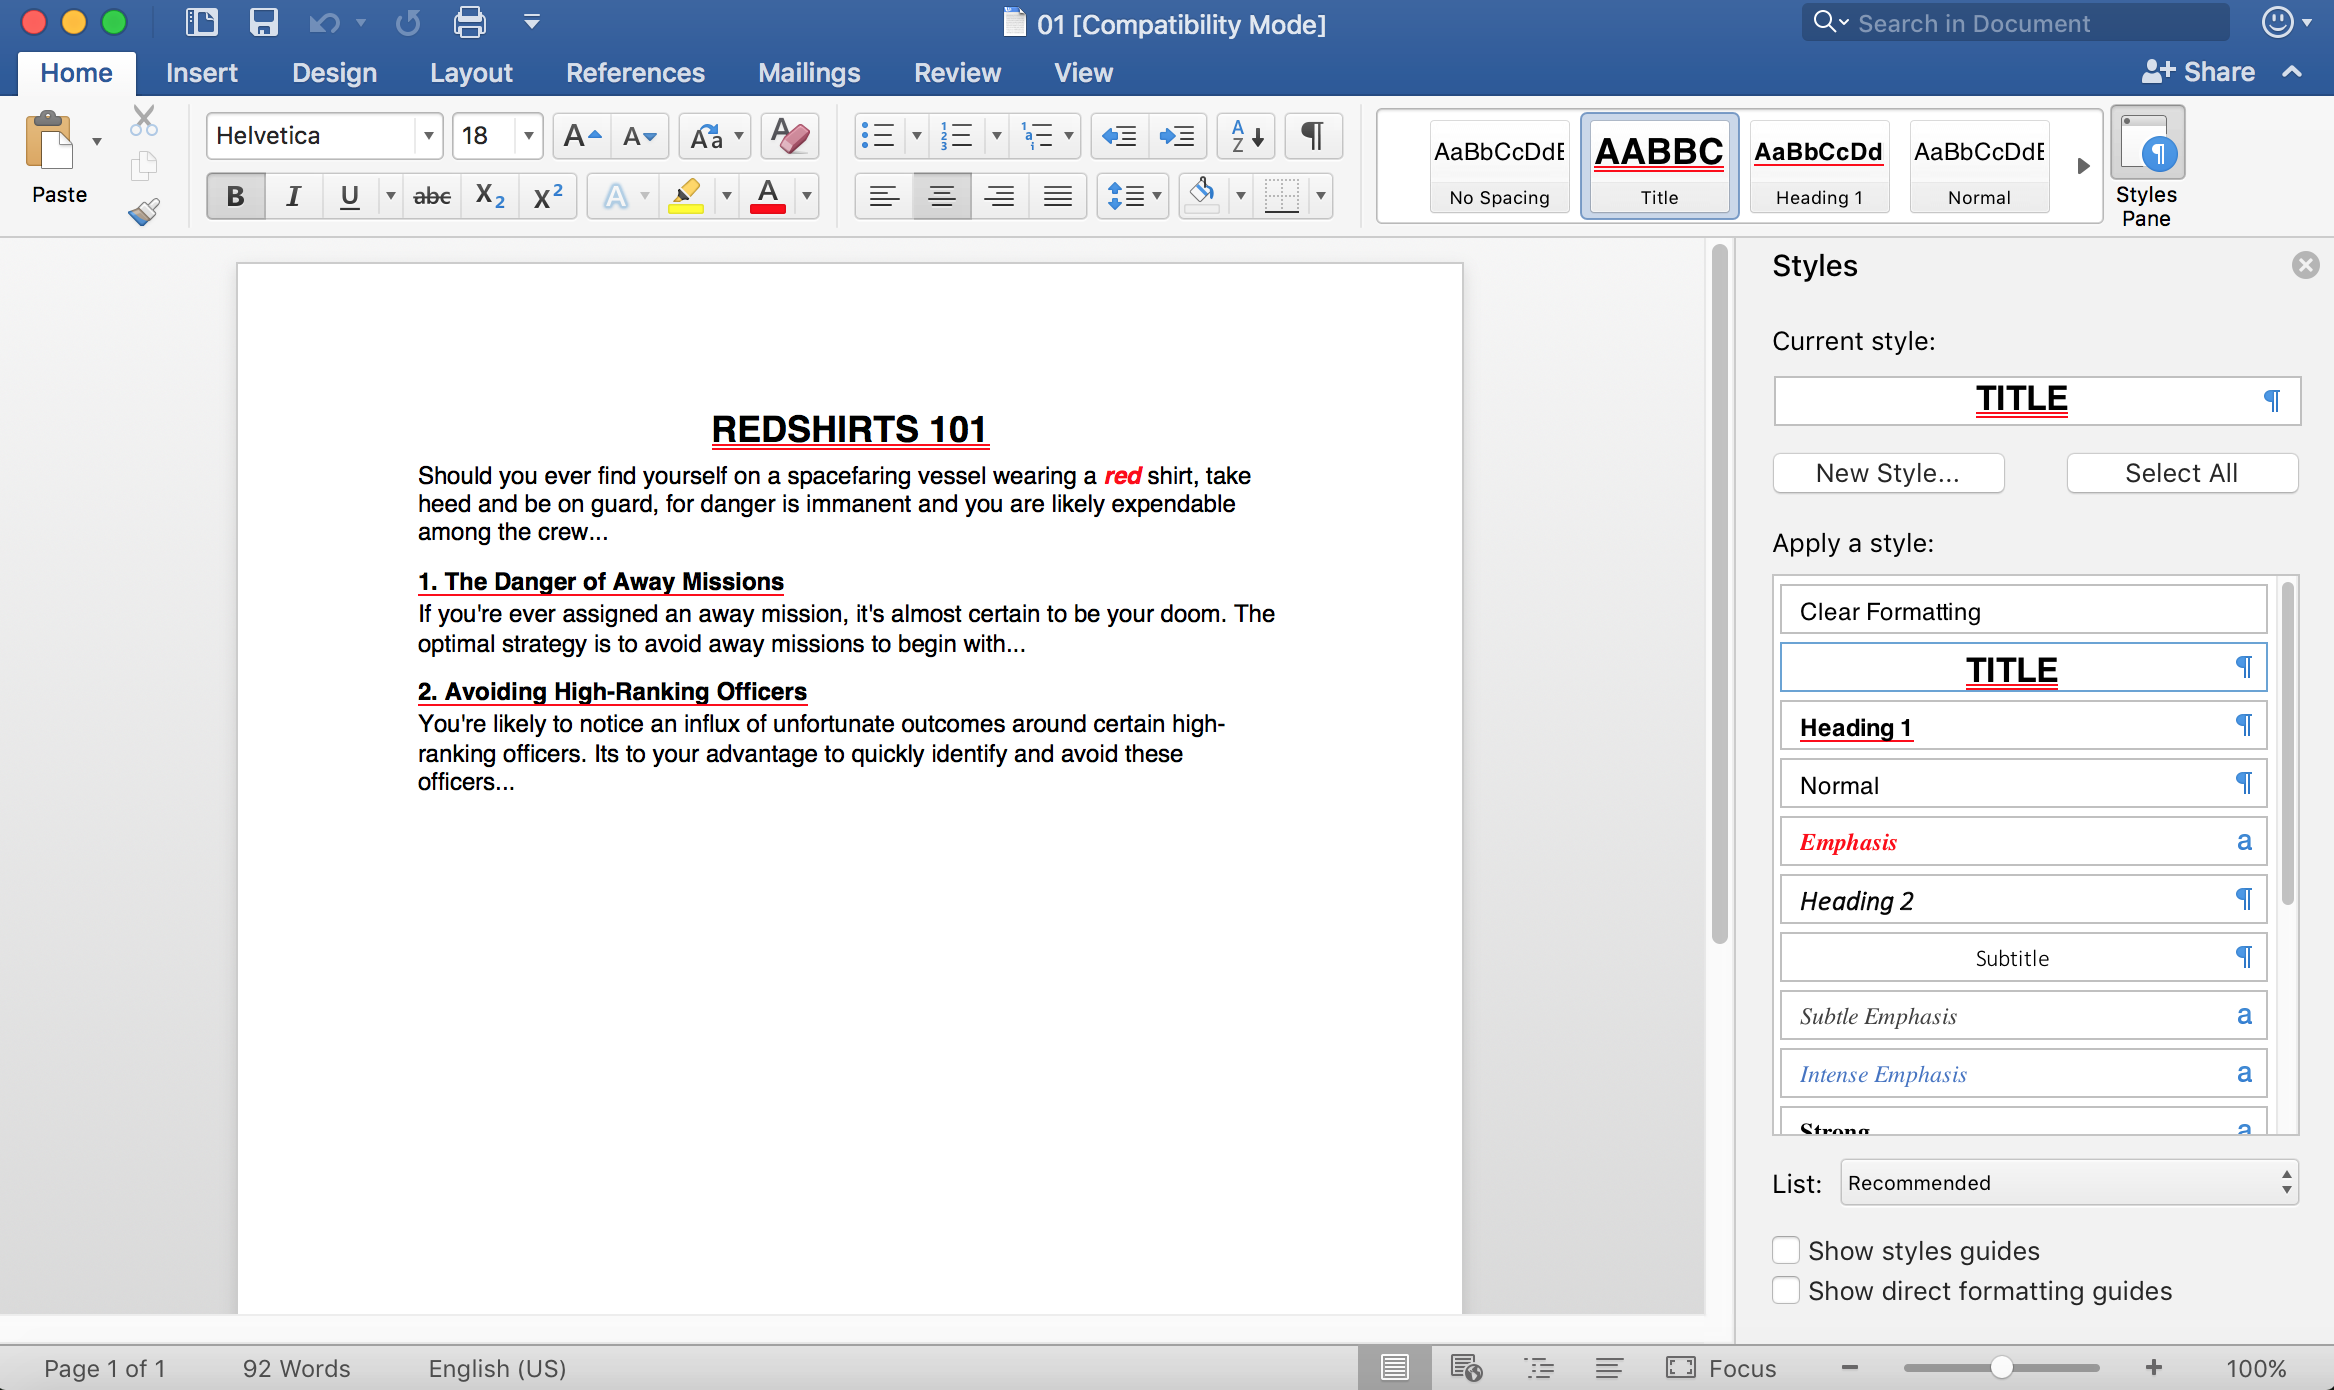 01 [Compatibility Mode]
Search in Document
Home Insert Design Layout References Mailings Review View
Share
Paste
Helvetica
18
AaBbCcDdE
No Spacing
AABBC
Title
AaBbCcDd
Heading 1
AaBbCcDdE
Normal
Styles
Pane
REDSHIRTS 101
Should you ever find yourself on a spacefaring vessel wearing a red shirt, take
heed and be on guard, for danger is immanent and you are likely expendable
among the crew...
1. The Danger of Away Missions
If you're ever assigned an away mission, it's almost certain to be your doom. The
optimal strategy is to avoid away missions to begin with...
2. Avoiding High-Ranking Officers
You're likely to notice an influx of unfortunate outcomes around certain high-
ranking officers. Its to your advantage to quickly identify and avoid these
officers...
Styles
Current style:
TITLE
New Style...
Select All
Apply a style:
Clear Formatting
TITLE
Heading 1
Normal
Emphasis
Heading 2
Subtitle
Subtle Emphasis
Intense Emphasis
Strong
List: Recommended
Show styles guides
Show direct formatting guides
Page 1 of 1
92 Words
English (US)
Focus
100%